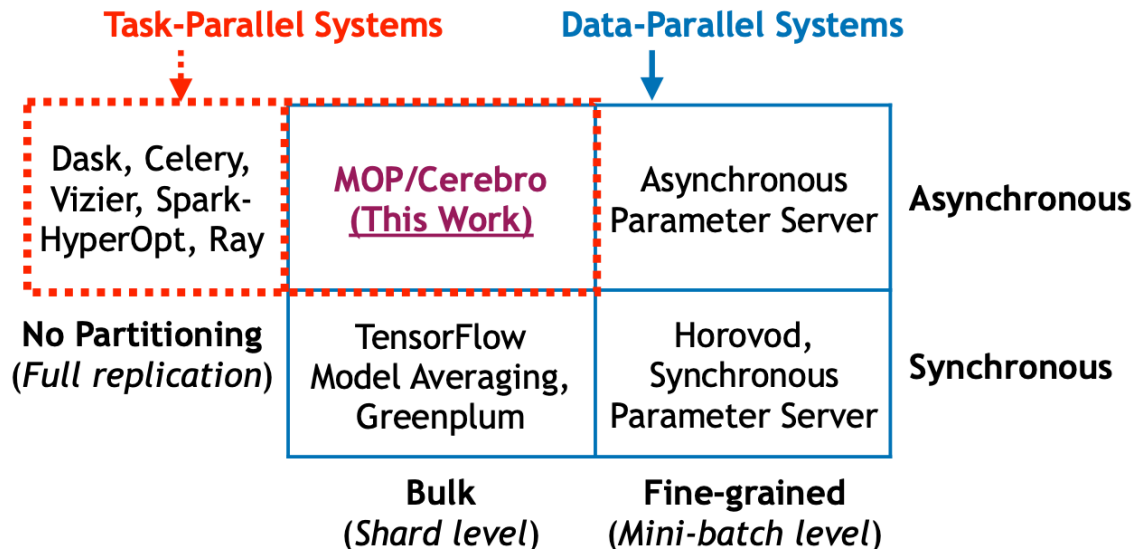 Task-Parallel Systems
Data-Parallel Systems
Dask, Celery,
Vizier, Spark-
HyperOpt, Ray
MOP/Cerebro
(This Work)
Asynchronous
Parameter Server
Asynchronous
No Partitioning
(Full replication)
TensorFlow
Model Averaging,
Greenplum
Horovod,
Synchronous
Parameter Server
Synchronous
Bulk
(Shard level)
Fine-grained
(Mini-batch level)